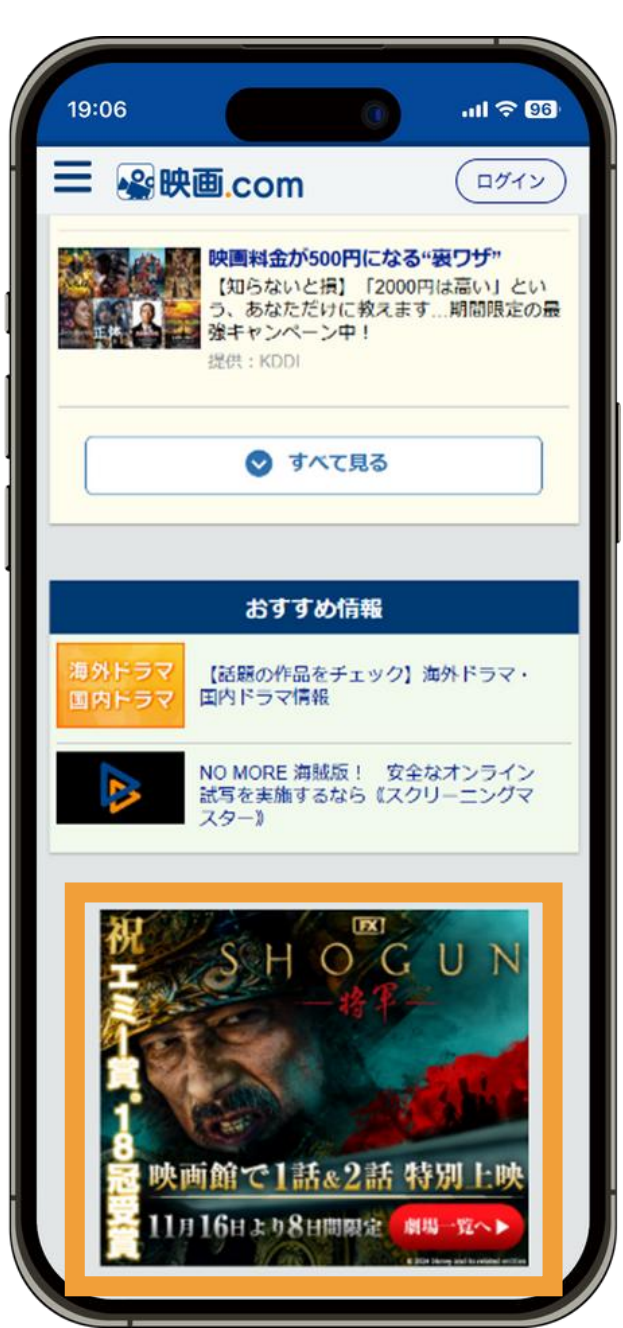 19:06
96
映画.com
ログイン
映画料金が500円になる“裏ワザ”
【知らないと損】「2000円は高い」とい
う、あなただけに教えます…期間限定の最
強キャンペーン中！
提供：KDDI
正体
すべて見る
おすすめ情報
海外ドラマ
国内ドラマ
【話題の作品をチェック】海外ドラマ・
国内ドラマ情報
NO MORE 海賊版！　安全なオンライン
試写を実施するなら《スクリーニングマ
スター》
祝エミー賞®18冠受賞
FX
SHOGUN
—将軍—
映画館で1話&2話 特別上映
11月16日より8日間限定
劇場一覧へ▶
© 2024 Disney and its related entities